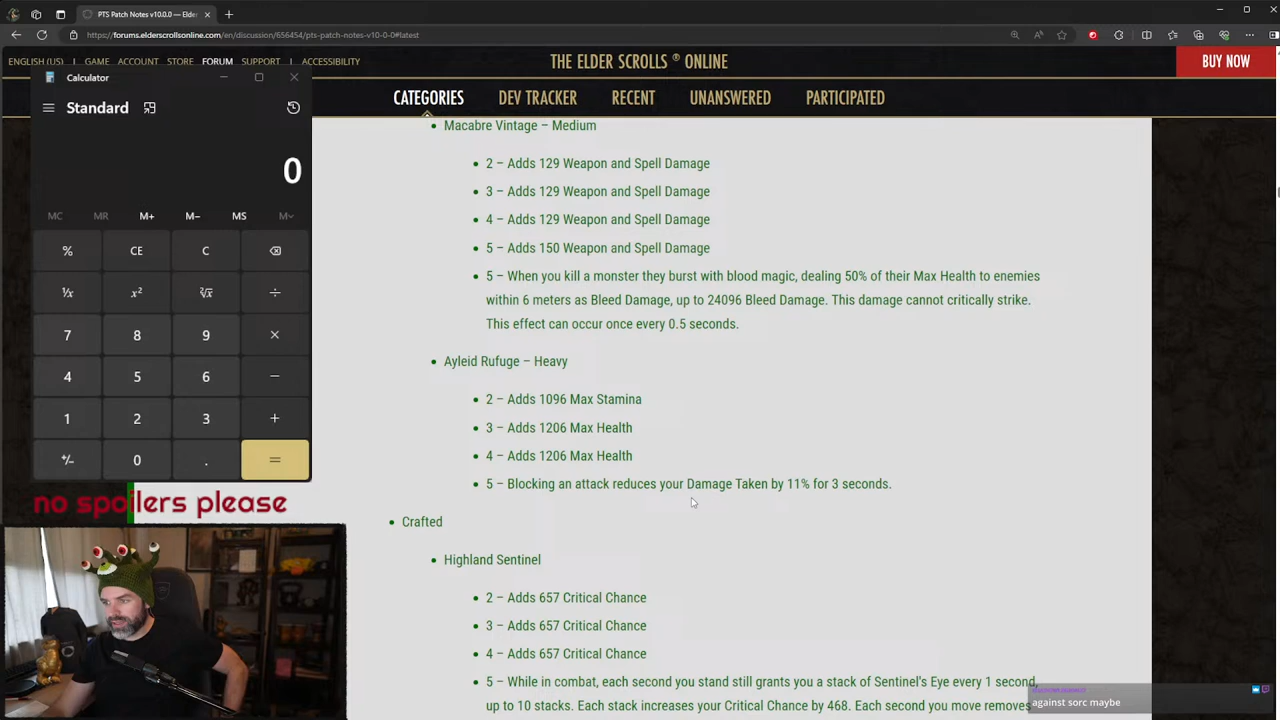 PTS Patch Notes v10.0.0 — Elder
https://forums.elderscrollsonline.com/en/discussion/656454/pts-patch-notes-v10-0-0#latest
ENGLISH (US) GAME ACCOUNT STORE FORUM SUPPORT ACCESSIBILITY
THE ELDER SCROLLS ® ONLINE
BUY NOW
CATEGORIES DEV TRACKER RECENT UNANSWERED PARTICIPATED
Calculator
Standard
0
MC MR M+ M− MS M
% CE C
¹/x x² ²√x ÷
7 8 9 ×
4 5 6 −
1 2 3 +
+/− 0 . =
no spoilers please
• Macabre Vintage – Medium
• 2 – Adds 129 Weapon and Spell Damage
• 3 – Adds 129 Weapon and Spell Damage
• 4 – Adds 129 Weapon and Spell Damage
• 5 – Adds 150 Weapon and Spell Damage
• 5 – When you kill a monster they burst with blood magic, dealing 50% of their Max Health to enemies
within 6 meters as Bleed Damage, up to 24096 Bleed Damage. This damage cannot critically strike.
This effect can occur once every 0.5 seconds.
• Ayleid Rufuge – Heavy
• 2 – Adds 1096 Max Stamina
• 3 – Adds 1206 Max Health
• 4 – Adds 1206 Max Health
• 5 – Blocking an attack reduces your Damage Taken by 11% for 3 seconds.
• Crafted
• Highland Sentinel
• 2 – Adds 657 Critical Chance
• 3 – Adds 657 Critical Chance
• 4 – Adds 657 Critical Chance
• 5 – While in combat, each second you stand still grants you a stack of Sentinel's Eye every 1 second,
up to 10 stacks. Each stack increases your Critical Chance by 468. Each second you move removes
against sorc maybe